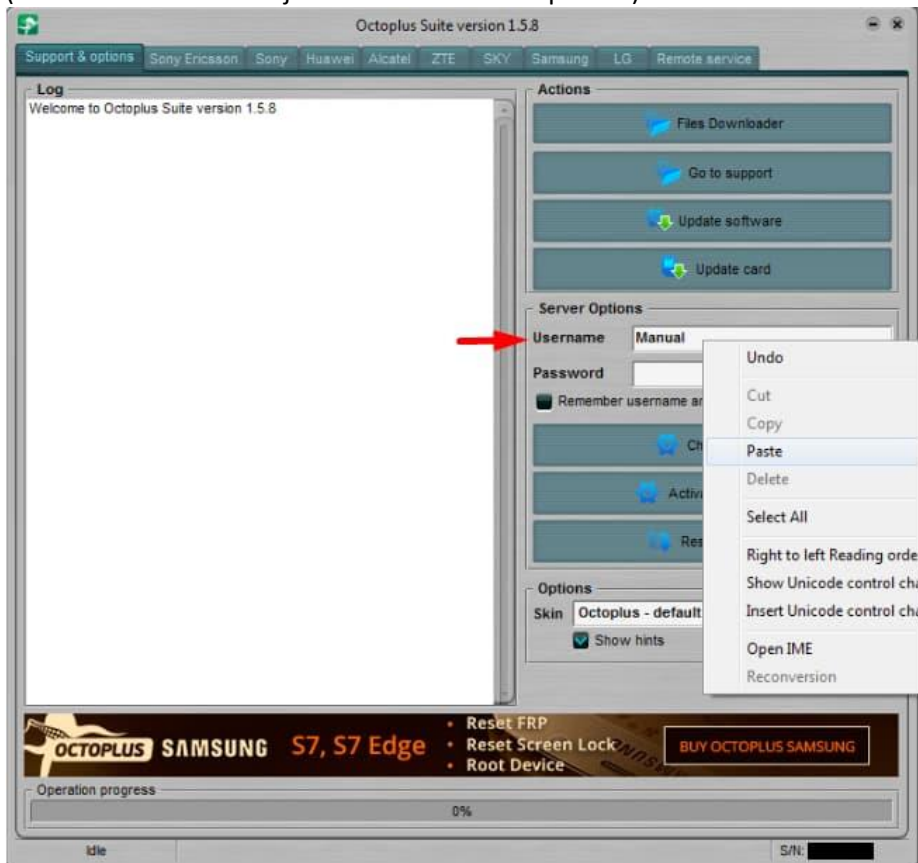 Octoplus Suite version 1.5.8
Support & options Sony Ericsson Sony Huawei Alcatel ZTE SKY Samsung LG Remote service
Log
Welcome to Octoplus Suite version 1.5.8
Actions
Files Downloader
Go to support
Update software
Update card
Server Options
Username Manual
Password
Remember username
Undo
Cut
Copy
Paste
Delete
Select All
Right to left Reading orde
Show Unicode control cha
Insert Unicode control cha
Open IME
Reconversion
Options
Skin Octoplus - default
Show hints
OCTOPLUS SAMSUNG S7, S7 Edge
• Reset FRP
• Reset Screen Lock
• Root Device
BUY OCTOPLUS SAMSUNG
Operation progress
0%
Idle
S/N: